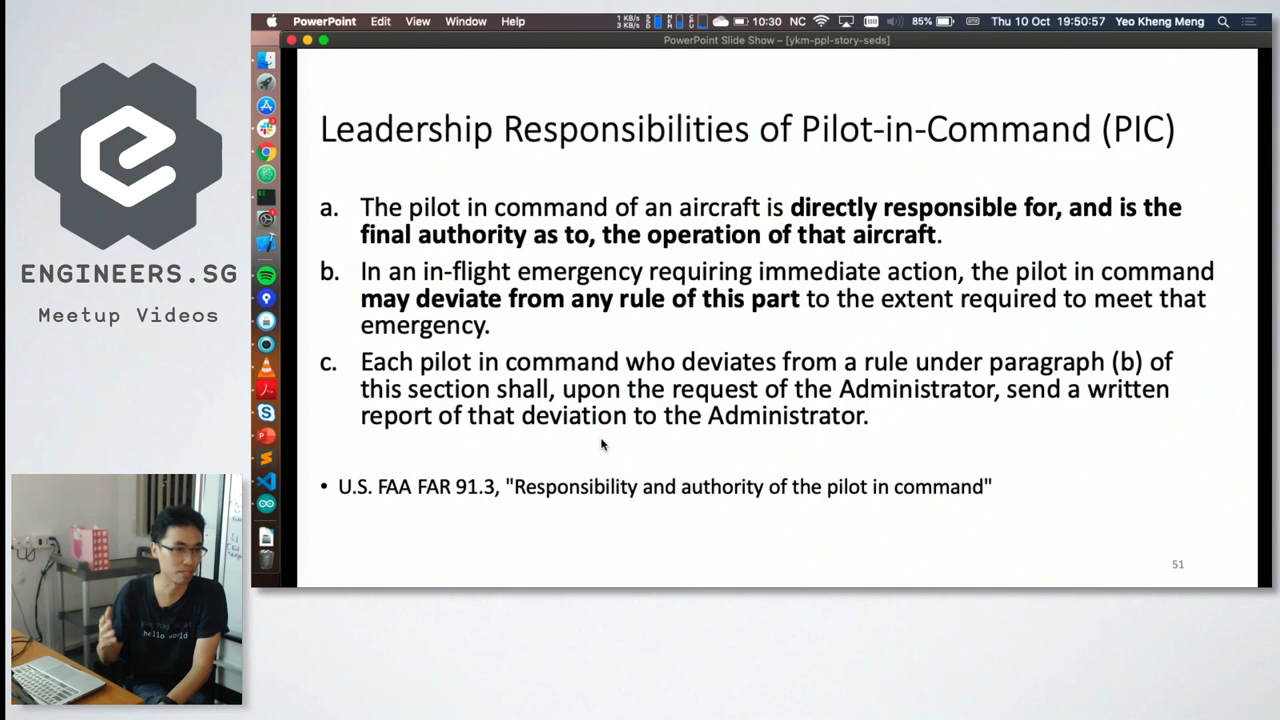 PowerPoint Edit View Window Help 1 KB/s 3 KB/s 10:30 NC 85% Thu 10 Oct 19:50:57 Yeo Kheng Meng
PowerPoint Slide Show – [ykm-ppl-story-seds]
ENGINEERS.SG
Meetup Videos
Leadership Responsibilities of Pilot-in-Command (PIC)
a. The pilot in command of an aircraft is directly responsible for, and is the
final authority as to, the operation of that aircraft.
b. In an in-flight emergency requiring immediate action, the pilot in command
may deviate from any rule of this part to the extent required to meet that
emergency.
c. Each pilot in command who deviates from a rule under paragraph (b) of
this section shall, upon the request of the Administrator, send a written
report of that deviation to the Administrator.
• U.S. FAA FAR 91.3, "Responsibility and authority of the pilot in command"
51
hello world